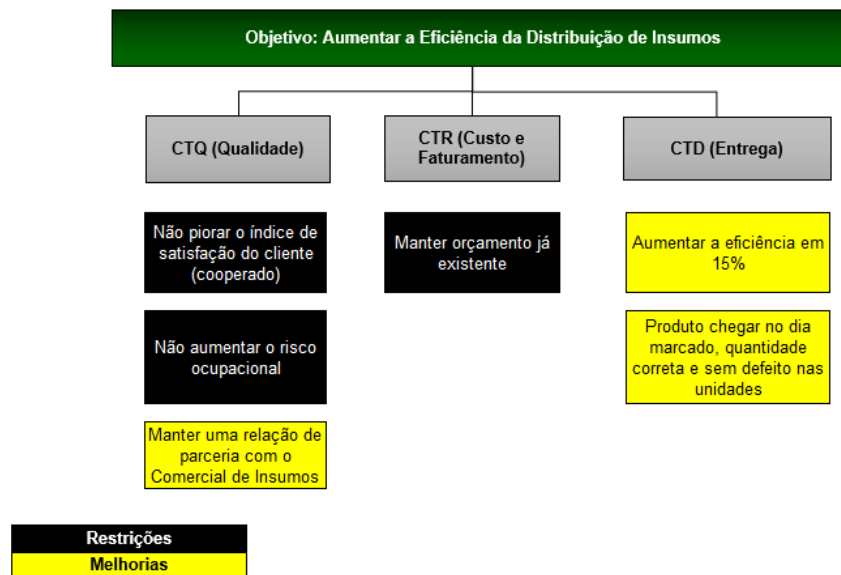 Objetivo: Aumentar a Eficiência da Distribuição de Insumos
CTQ (Qualidade)
CTR (Custo e
Faturamento)
CTD (Entrega)
Não piorar o índice de
satisfação do cliente
(cooperado)
Manter orçamento já
existente
Aumentar a eficiência em
15%
Não aumentar o risco
ocupacional
Produto chegar no dia
marcado, quantidade
correta e sem defeito nas
unidades
Manter uma relação de
parceria com o
Comercial de Insumos
Restrições
Melhorias